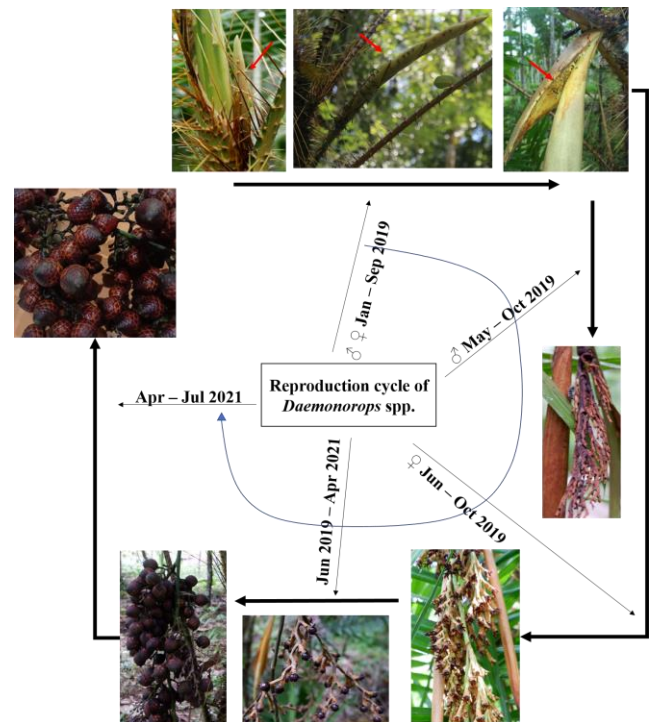 ♂ ♀ Jan – Sep 2019
♂ May – Oct 2019
Reproduction cycle of
Daemonorops spp.
Apr – Jul 2021
Jun 2019 – Apr 2021
♀ Jun – Oct 2019